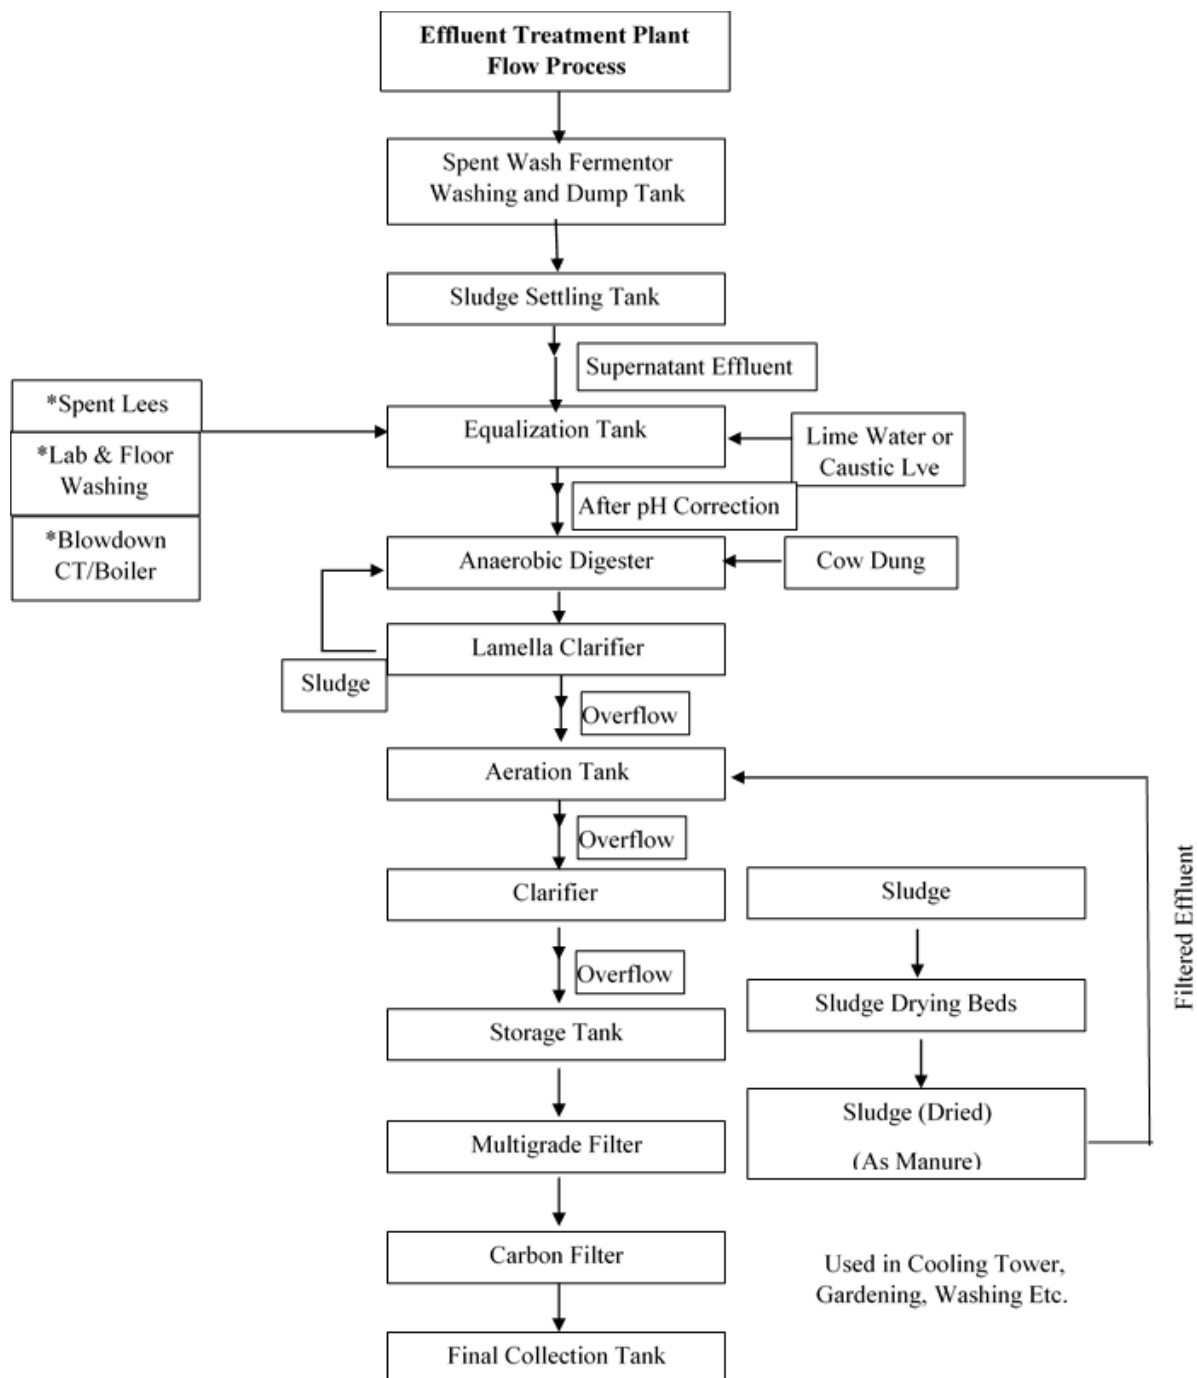 Effluent Treatment Plant
Flow Process
Spent Wash Fermentor
Washing and Dump Tank
Sludge Settling Tank
Supernatant Effluent
*Spent Lees
*Lab & Floor
Washing
*Blowdown
CT/Boiler
Equalization Tank
Lime Water or
Caustic Lve
After pH Correction
Anaerobic Digester
Cow Dung
Lamella Clarifier
Sludge
Overflow
Aeration Tank
Overflow
Clarifier
Sludge
Filtered Effluent
Overflow
Sludge Drying Beds
Storage Tank
Sludge (Dried)
(As Manure)
Multigrade Filter
Carbon Filter
Used in Cooling Tower,
Gardening, Washing Etc.
Final Collection Tank